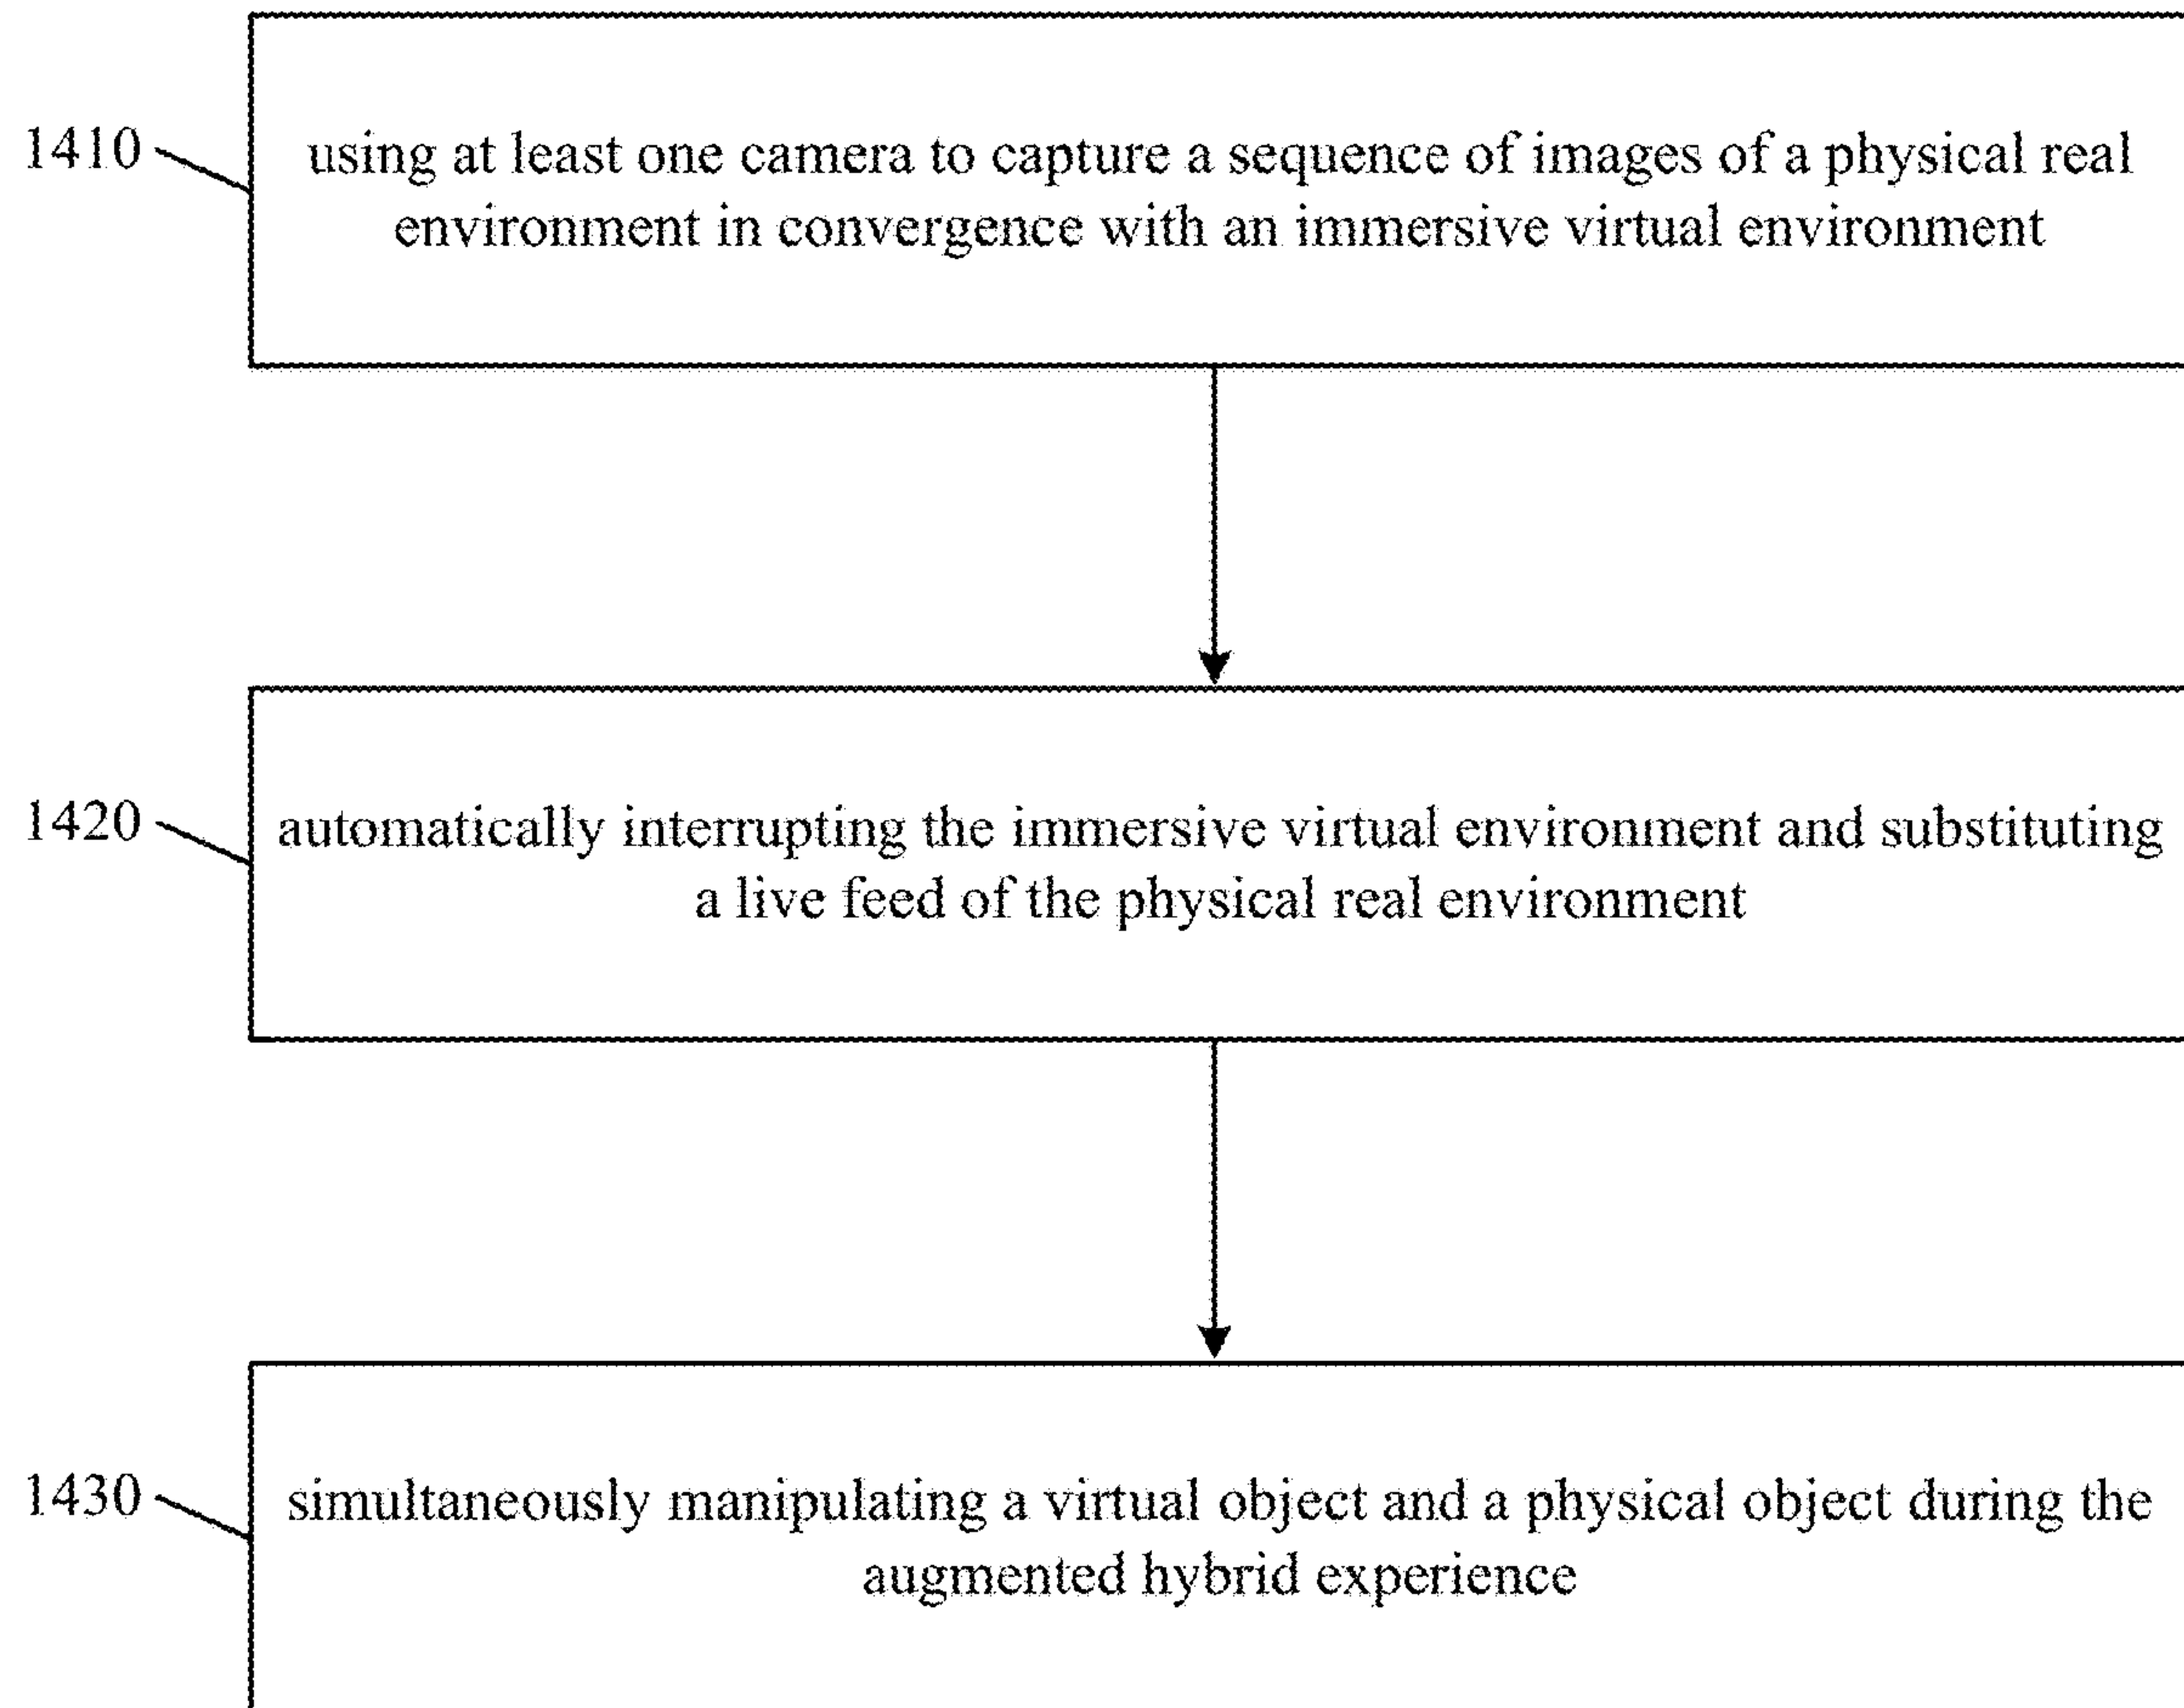 1410
using at least one camera to capture a sequence of images of a physical real
environment in convergence with an immersive virtual environment
1420
automatically interrupting the immersive virtual environment and substituting
a live feed of the physical real environment
1430
simultaneously manipulating a virtual object and a physical object during the
augmented hybrid experience